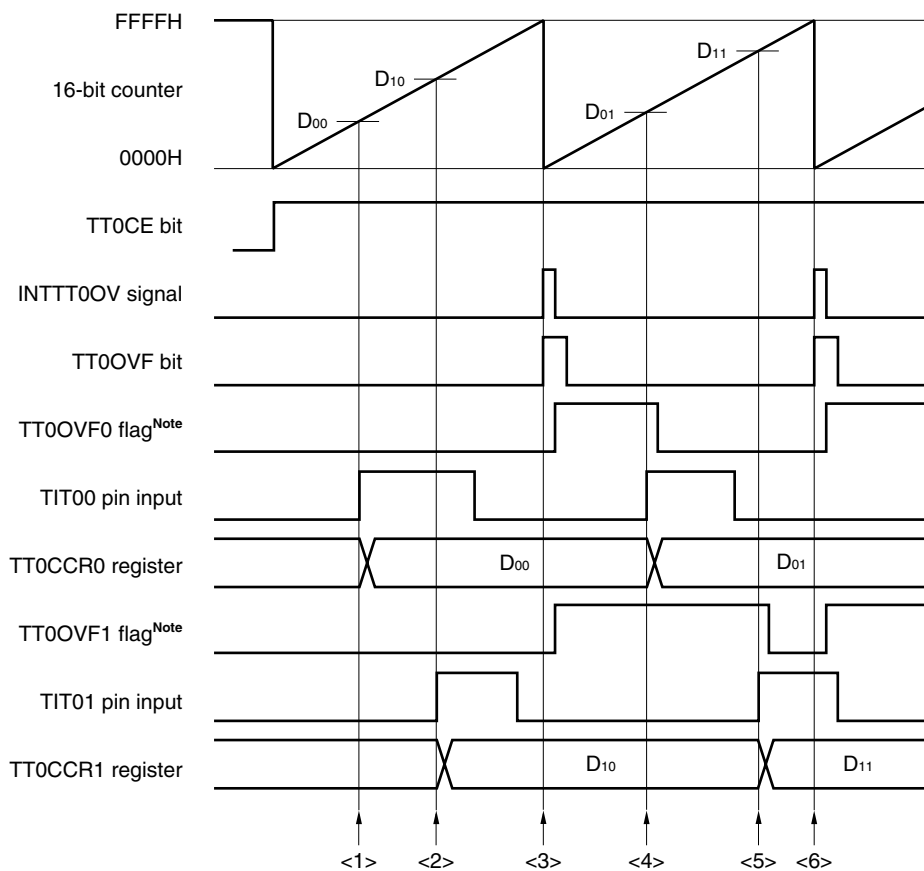 FFFFH
D11
D10
16-bit counter
D01
D00
0000H
TT0CE bit
INTTT0OV signal
TT0OVF bit
TT0OVF0 flagNote
TIT00 pin input
TT0CCR0 register
D00
D01
TT0OVF1 flagNote
TIT01 pin input
TT0CCR1 register
D10
D11
<1>
<2>
<3>
<4>
<5>
<6>